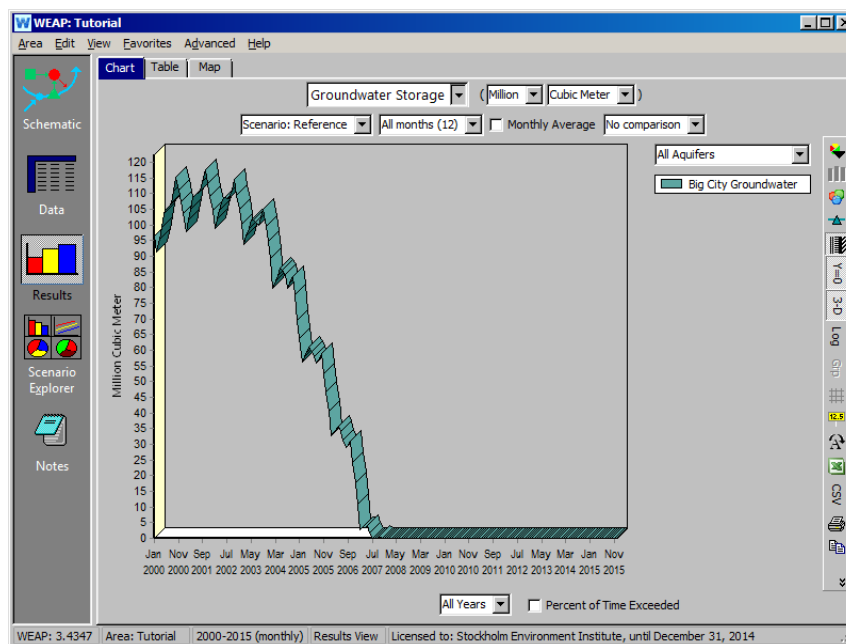 WEAP: Tutorial
Area Edit View Favorites Advanced Help
Schematic
Data
Results
Scenario
Explorer
Notes
Chart Table Map
Groundwater Storage ( Million Cubic Meter )
Scenario: Reference All months (12) Monthly Average No comparison
All Aquifers
Big City Groundwater
Million Cubic Meter
120
115
110
105
100
95
90
85
80
75
70
65
60
55
50
45
40
35
30
25
20
15
10
5
0
Jan Nov Sep Jul May Mar Jan Nov Sep Jul May Mar Jan Nov Sep Jul May Mar Jan Nov
2000 2000 2001 2002 2003 2004 2005 2005 2006 2007 2008 2009 2010 2010 2011 2012 2013 2014 2015 2015
All Years Percent of Time Exceeded
Y=0
3-D
Log
Grp
12.5
A
CSV
WEAP: 3.4347 Area: Tutorial 2000-2015 (monthly) Results View Licensed to: Stockholm Environment Institute, until December 31, 2014